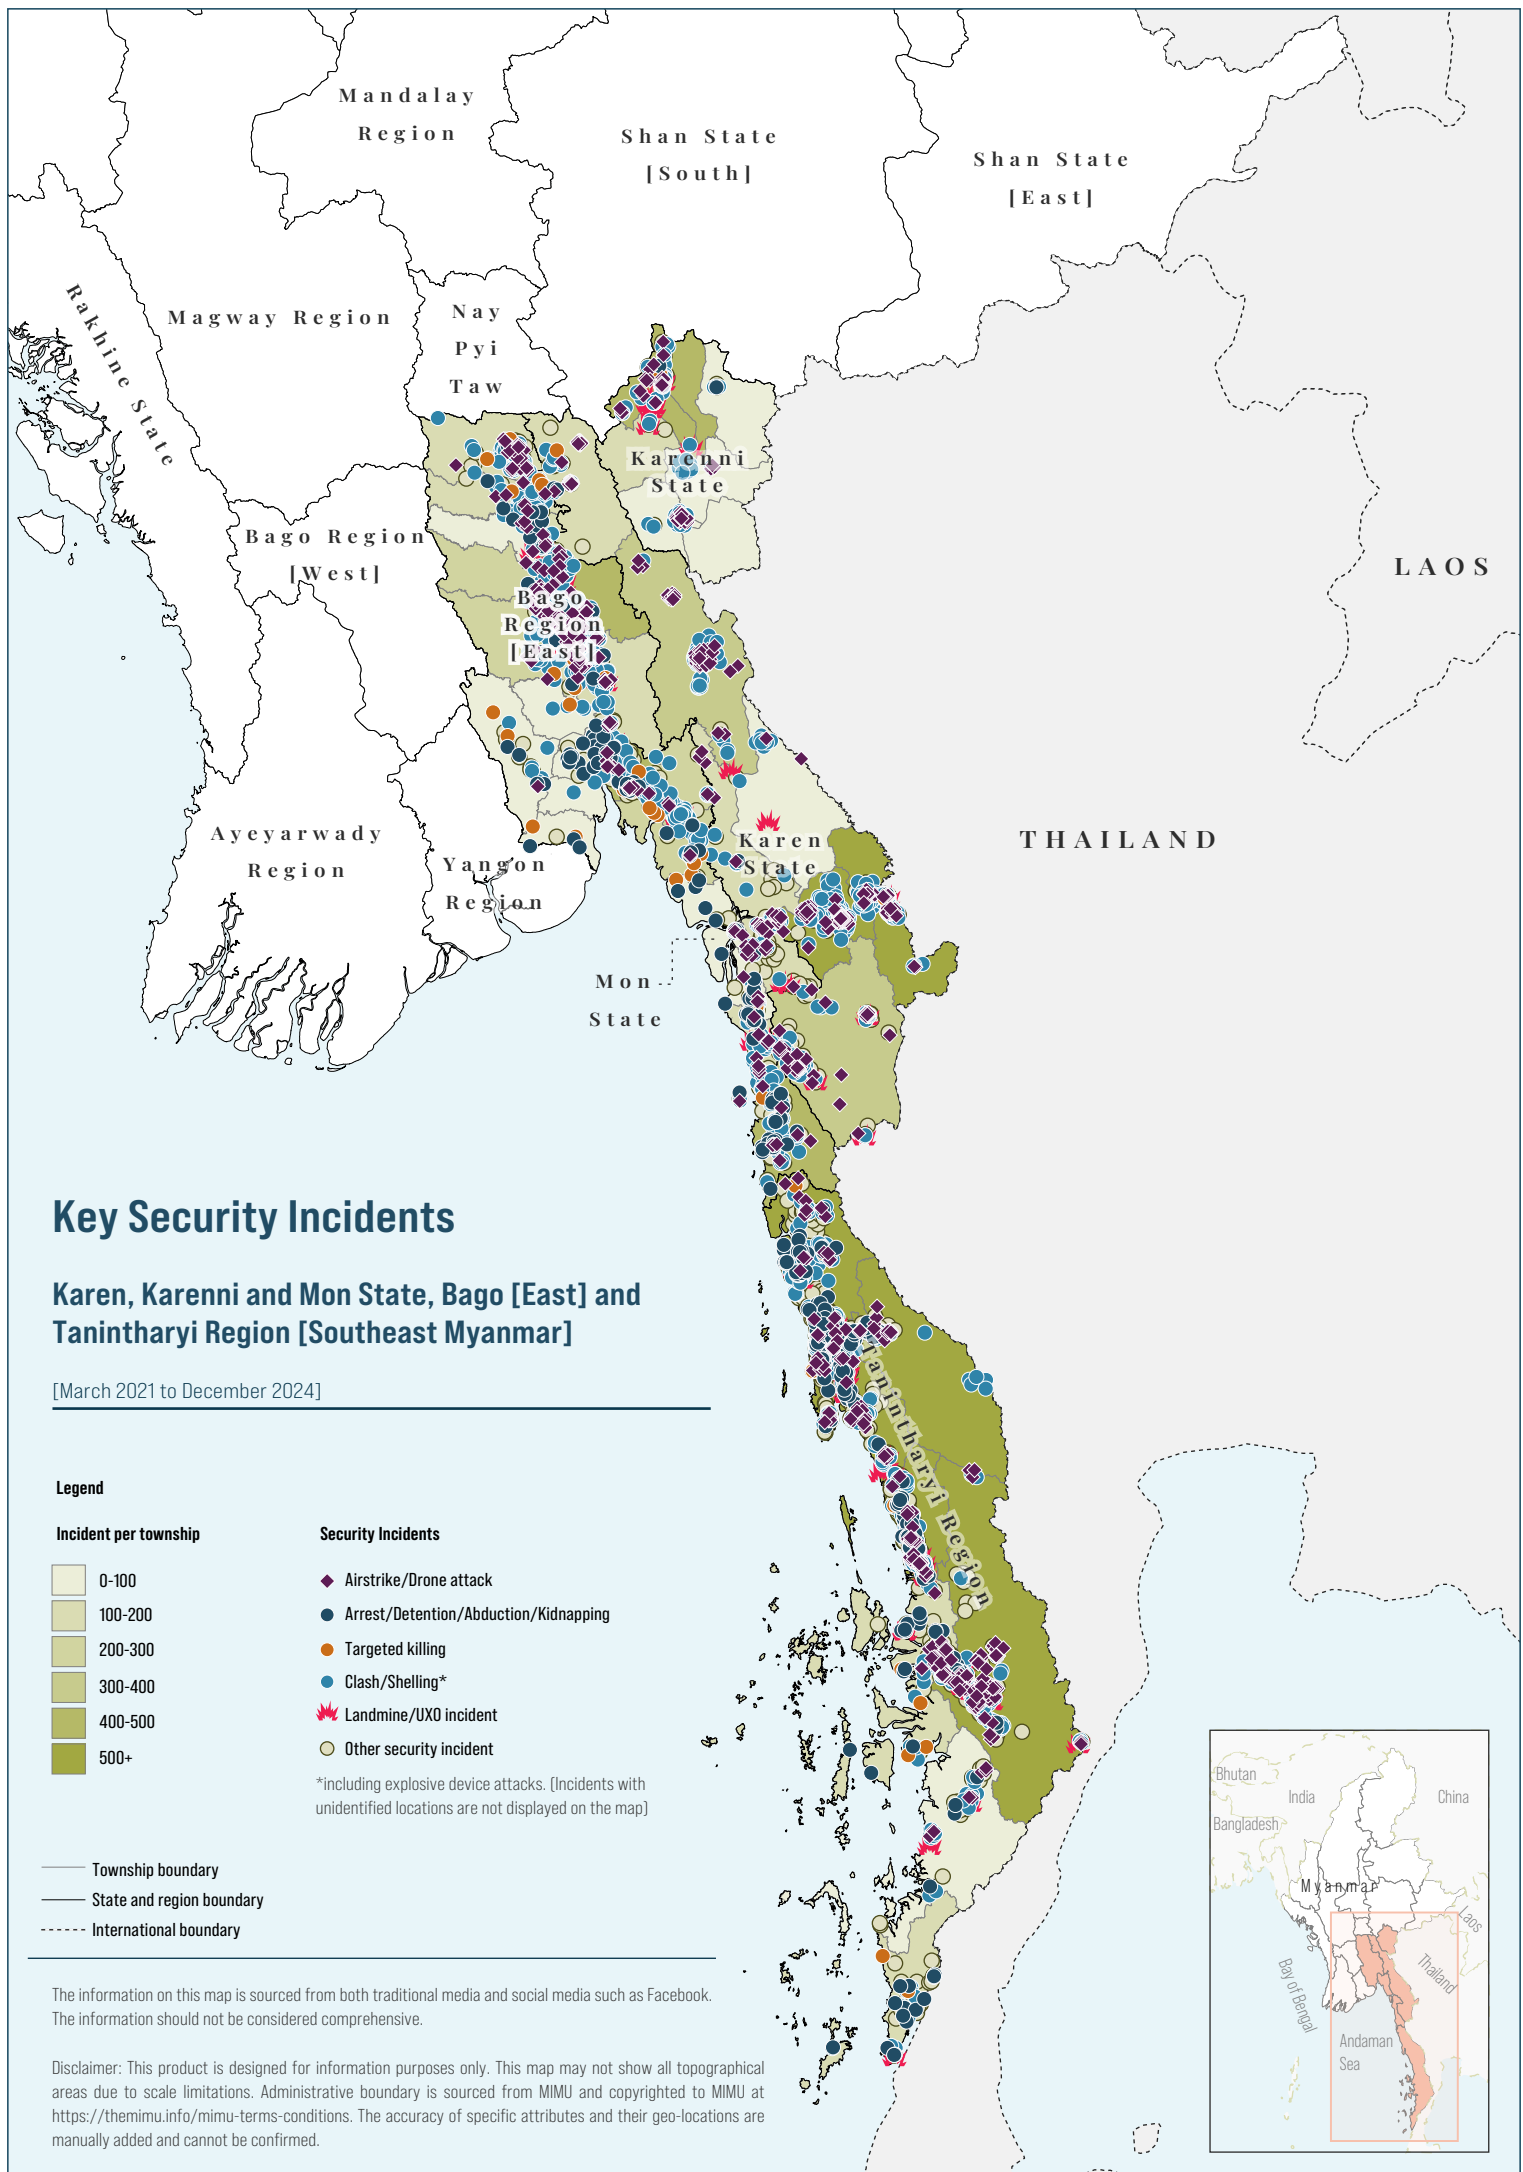 Mandalay
Region
Shan State
[South]
Shan State
[East]
Rakhine State
Magway Region
Nay
Pyi
Taw
Karenni
State
Bago Region
[West]
LAOS
Bago
Region
[East]
Ayeyarwady
Region
Yangon
Region
Karen
State
THAILAND
Mon
State
Tanintharyi Region
Key Security Incidents
Karen, Karenni and Mon State, Bago [East] and
Tanintharyi Region [Southeast Myanmar]
[March 2021 to December 2024]
Legend
Incident per township
0-100
100-200
200-300
300-400
400-500
500+
Security Incidents
Airstrike/Drone attack
Arrest/Detention/Abduction/Kidnapping
Targeted killing
Clash/Shelling*
Landmine/UXO incident
Other security incident
*including explosive device attacks. (Incidents with
unidentified locations are not displayed on the map)
Township boundary
State and region boundary
International boundary
The information on this map is sourced from both traditional media and social media such as Facebook.
The information should not be considered comprehensive.
Disclaimer: This product is designed for information purposes only. This map may not show all topographical
areas due to scale limitations. Administrative boundary is sourced from MIMU and copyrighted to MIMU at
https://themimu.info/mimu-terms-conditions. The accuracy of specific attributes and their geo-locations are
manually added and cannot be confirmed.
Bhutan
India
China
Bangladesh
Myanmar
Laos
Thailand
Bay of Bengal
Andaman
Sea